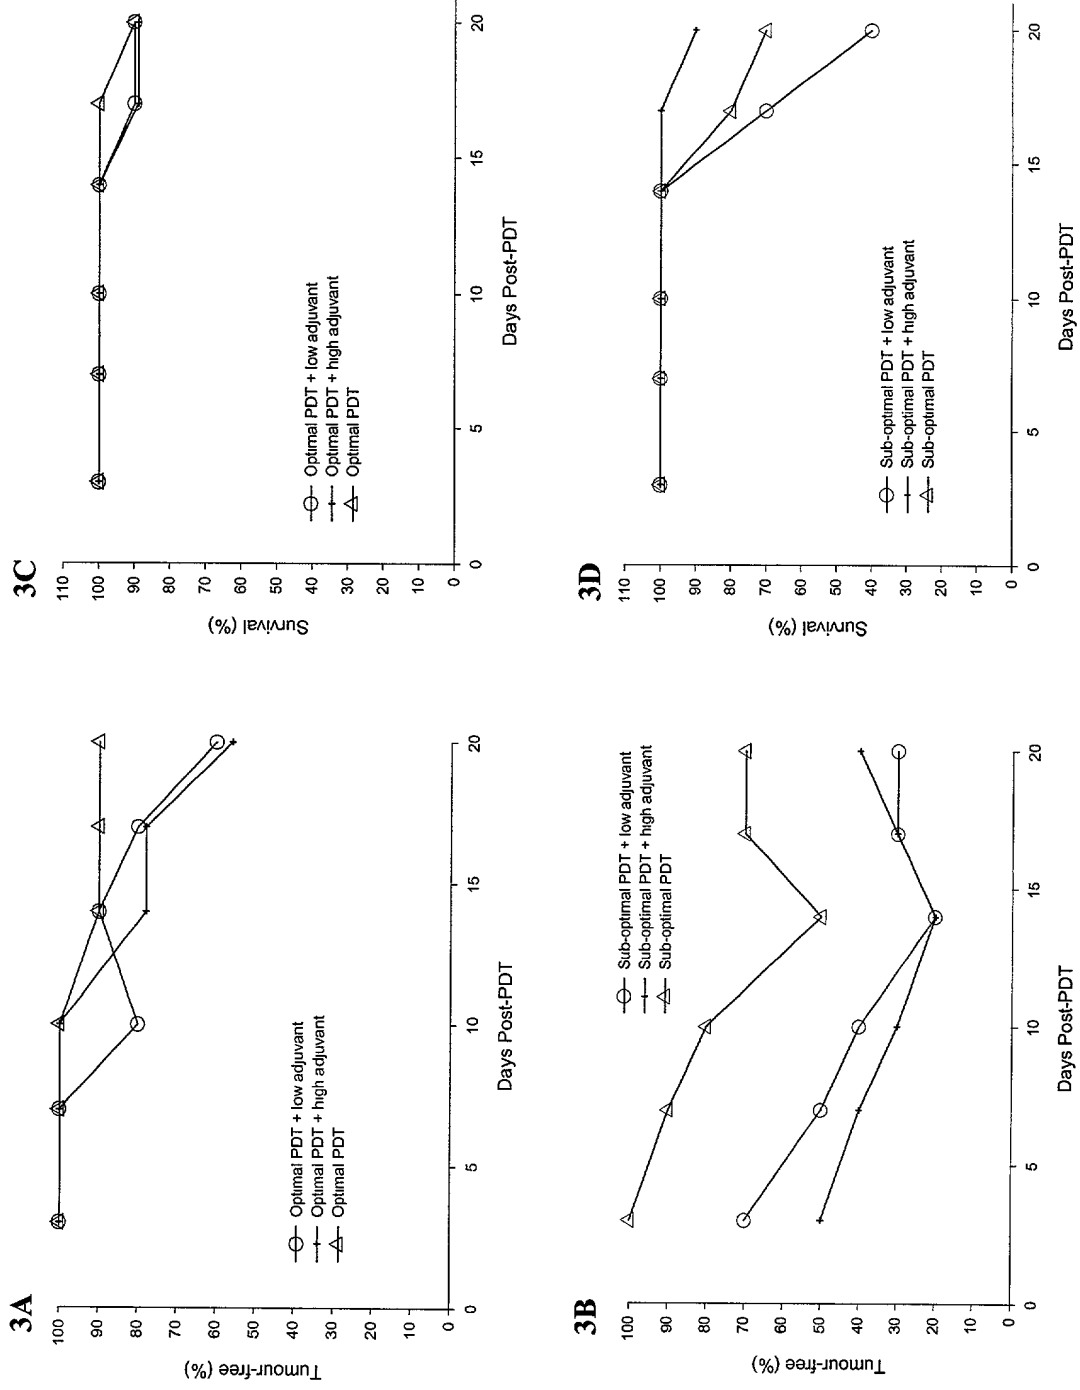 3A
Tumour-free (%)
100
90
80
70
60
50
40
30
20
10
0
Optimal PDT + low adjuvant
Optimal PDT + high adjuvant
Optimal PDT
0
5
10
15
20
Days Post-PDT
3C
Survival (%)
110
100
90
80
70
60
50
40
30
20
10
0
Optimal PDT + low adjuvant
Optimal PDT + high adjuvant
Optimal PDT
0
5
10
15
20
Days Post-PDT
3B
Tumour-free (%)
100
90
80
70
60
50
40
30
20
10
0
Sub-optimal PDT + low adjuvant
Sub-optimal PDT + high adjuvant
Sub-optimal PDT
0
5
10
15
20
Days Post-PDT
3D
Survival (%)
110
100
90
80
70
60
50
40
30
20
10
0
Sub-optimal PDT + low adjuvant
Sub-optimal PDT + high adjuvant
Sub-optimal PDT
0
5
10
15
20
Days Post-PDT